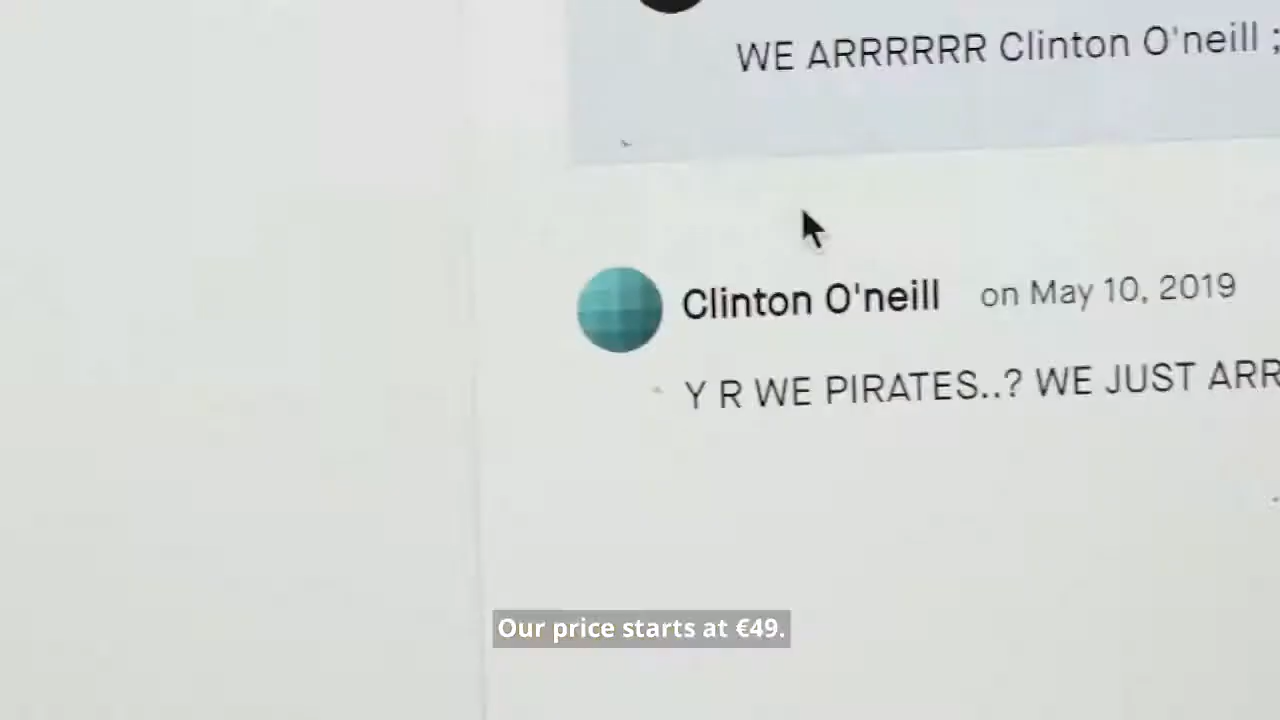 WE ARRRRRR Clinton O'neill ;
Clinton O'neill on May 10, 2019
Y R WE PIRATES..? WE JUST ARR
Our price starts at €49.